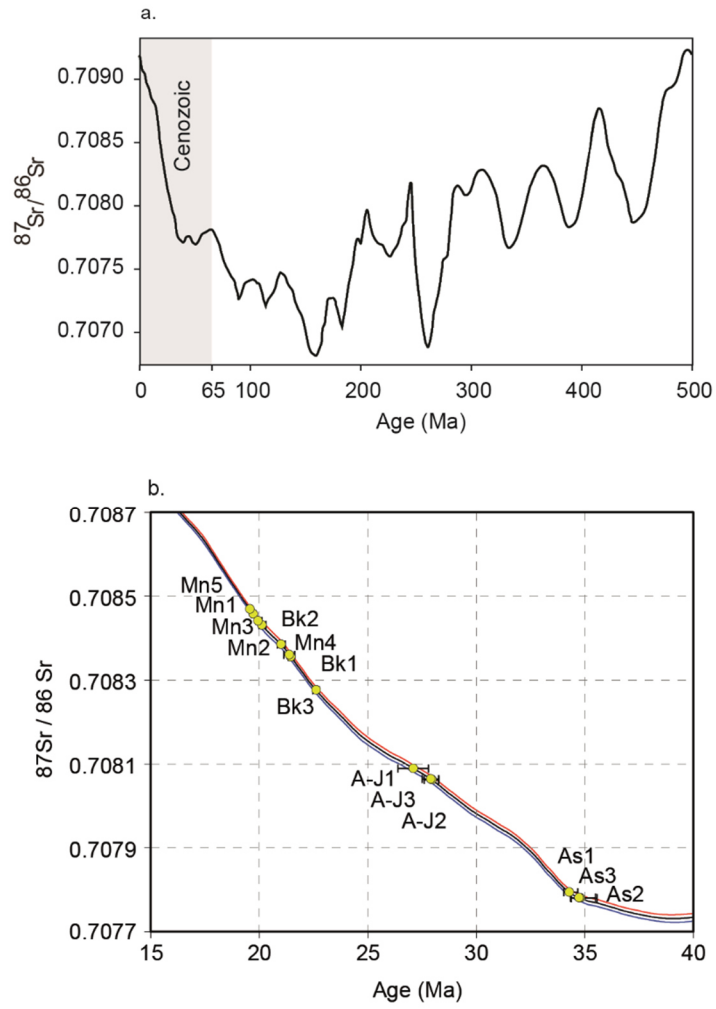 a.
0.7090
0.7085
0.7080
0.7075
0.7070
87Sr/86Sr
Cenozoic
0 65 100 200 300 400 500
Age (Ma)
b.
0.7087
0.7085
0.7083
0.7081
0.7079
0.7077
87Sr / 86 Sr
Mn5
Mn1
Mn3
Mn2
Bk2
Mn4
Bk1
Bk3
A-J1
A-J3
A-J2
As1
As3
As2
15 20 25 30 35 40
Age (Ma)